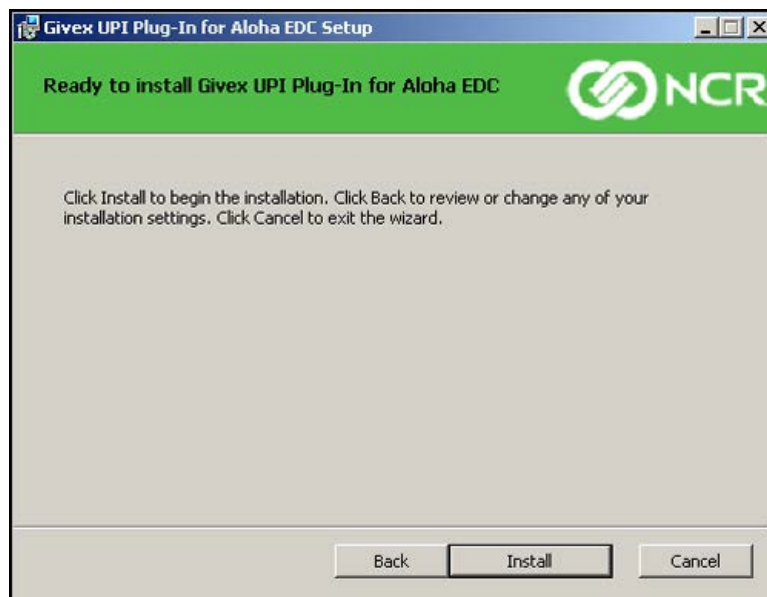 Givex UPI Plug-In for Aloha EDC Setup
Ready to install Givex UPI Plug-In for Aloha EDC
NCR
Click Install to begin the installation. Click Back to review or change any of your
installation settings. Click Cancel to exit the wizard.
Back
Install
Cancel